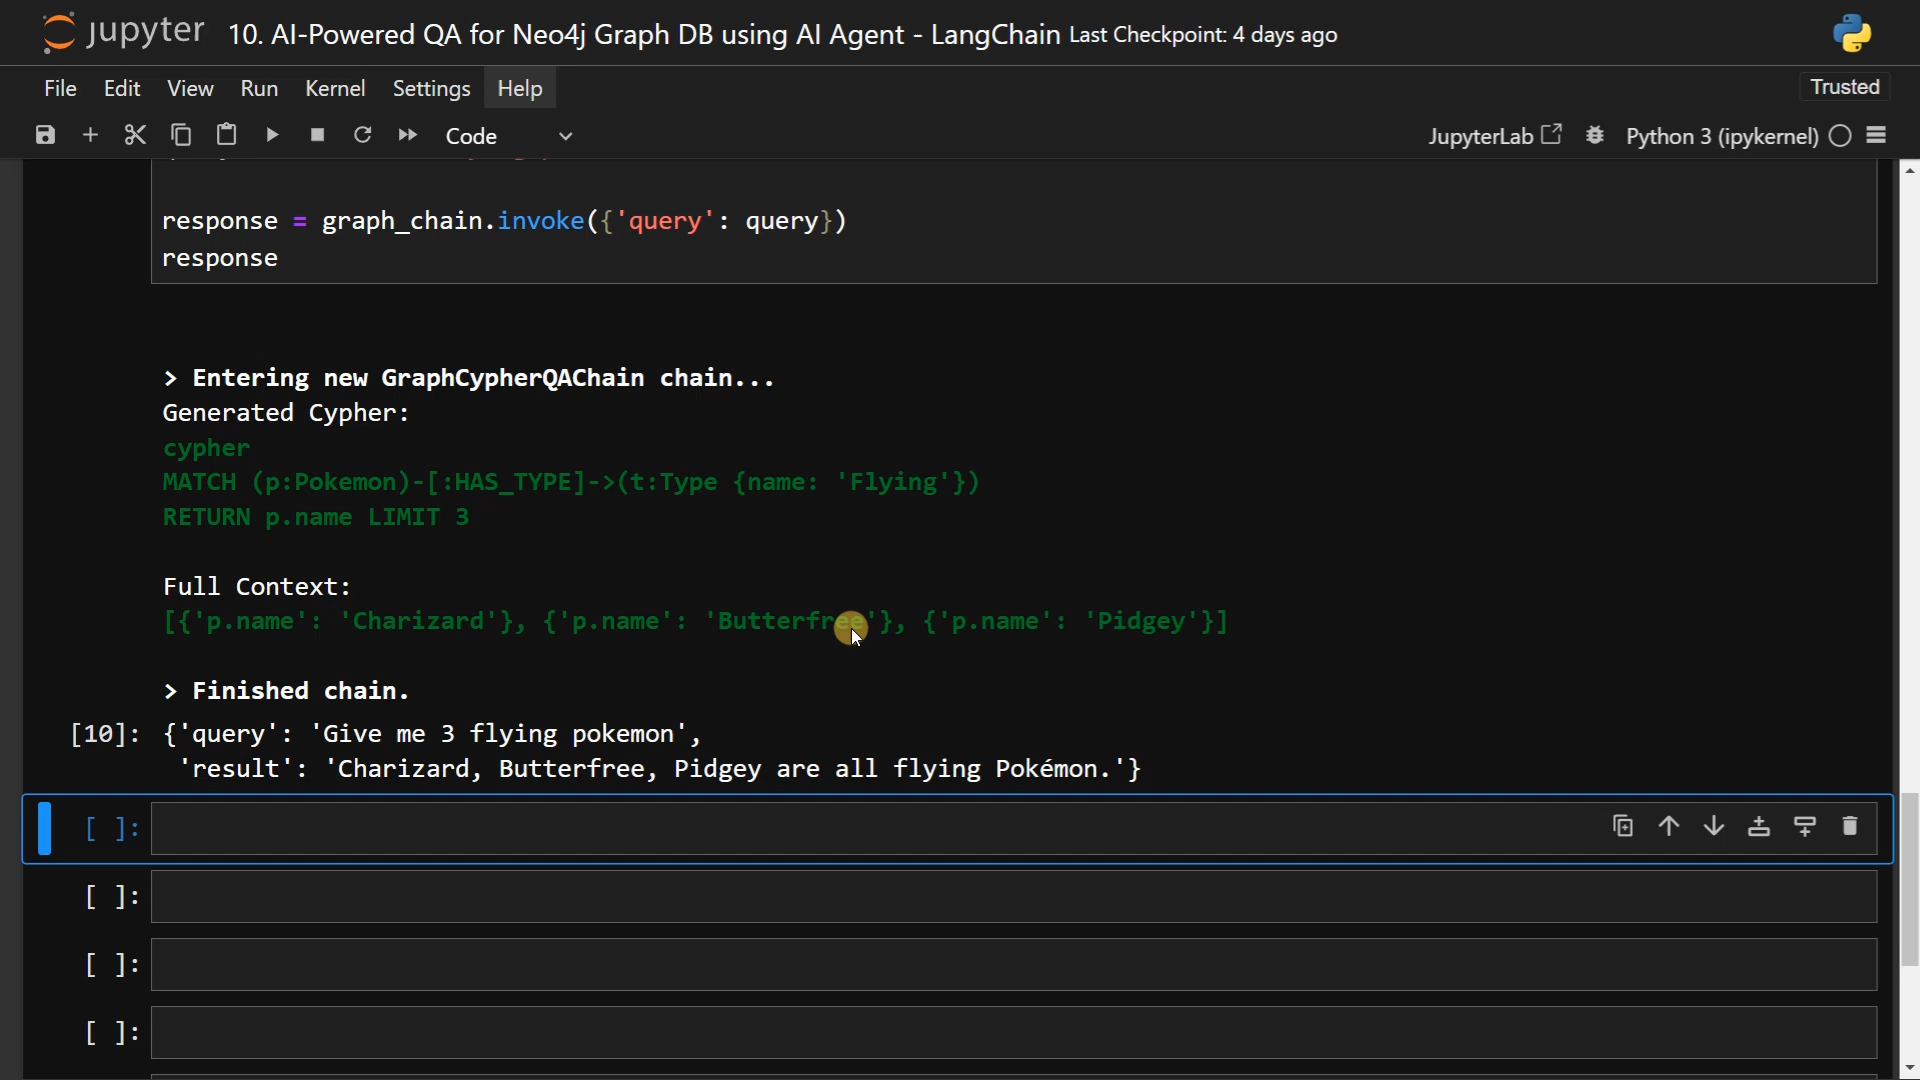 jupyter 10. AI-Powered QA for Neo4j Graph DB using AI Agent - LangChain Last Checkpoint: 4 days ago
File Edit View Run Kernel Settings Help Trusted
Code JupyterLab Python 3 (ipykernel)
response = graph_chain.invoke({'query': query})
response
> Entering new GraphCypherQAChain chain...
Generated Cypher:
cypher
MATCH (p:Pokemon)-[:HAS_TYPE]->(t:Type {name: 'Flying'})
RETURN p.name LIMIT 3
Full Context:
[{'p.name': 'Charizard'}, {'p.name': 'Butterfree'}, {'p.name': 'Pidgey'}]
> Finished chain.
[10]: {'query': 'Give me 3 flying pokemon',
'result': 'Charizard, Butterfree, Pidgey are all flying Pokémon.'}
[ ]:
[ ]:
[ ]:
[ ]: